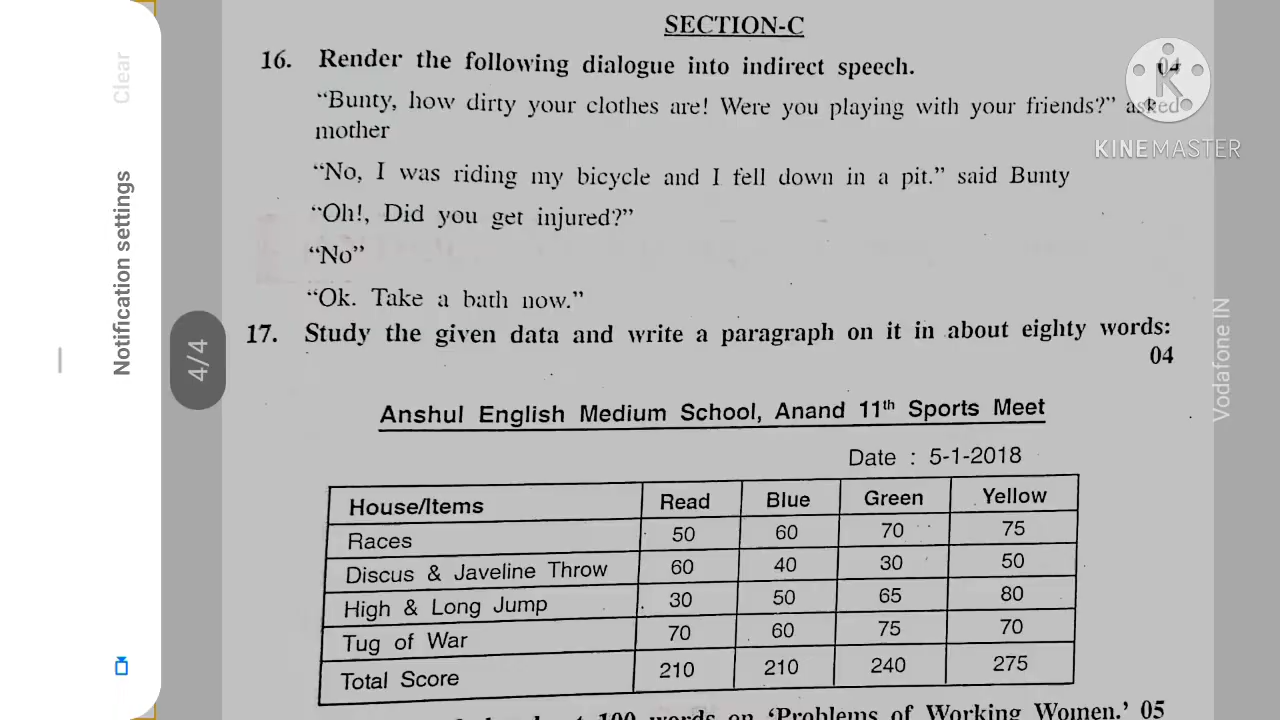 SECTION-C
16. Render the following dialogue into indirect speech. 04
“Bunty, how dirty your clothes are! Were you playing with your friends?” asked
mother
“No, I was riding my bicycle and I fell down in a pit.” said Bunty
“Oh!, Did you get injured?”
“No”
“Ok. Take a bath now.”
17. Study the given data and write a paragraph on it in about eighty words:
04
Anshul English Medium School, Anand 11th Sports Meet
Date : 5-1-2018
House/Items Read Blue Green Yellow
Races 50 60 70 75
Discus & Javeline Throw 60 40 30 50
High & Long Jump 30 50 65 80
Tug of War 70 60 75 70
Total Score 210 210 240 275
100 words on ‘Problems of Working Women.’ 05
Clear
Notification settings
4/4
K
KINEMASTER
Vodafone IN